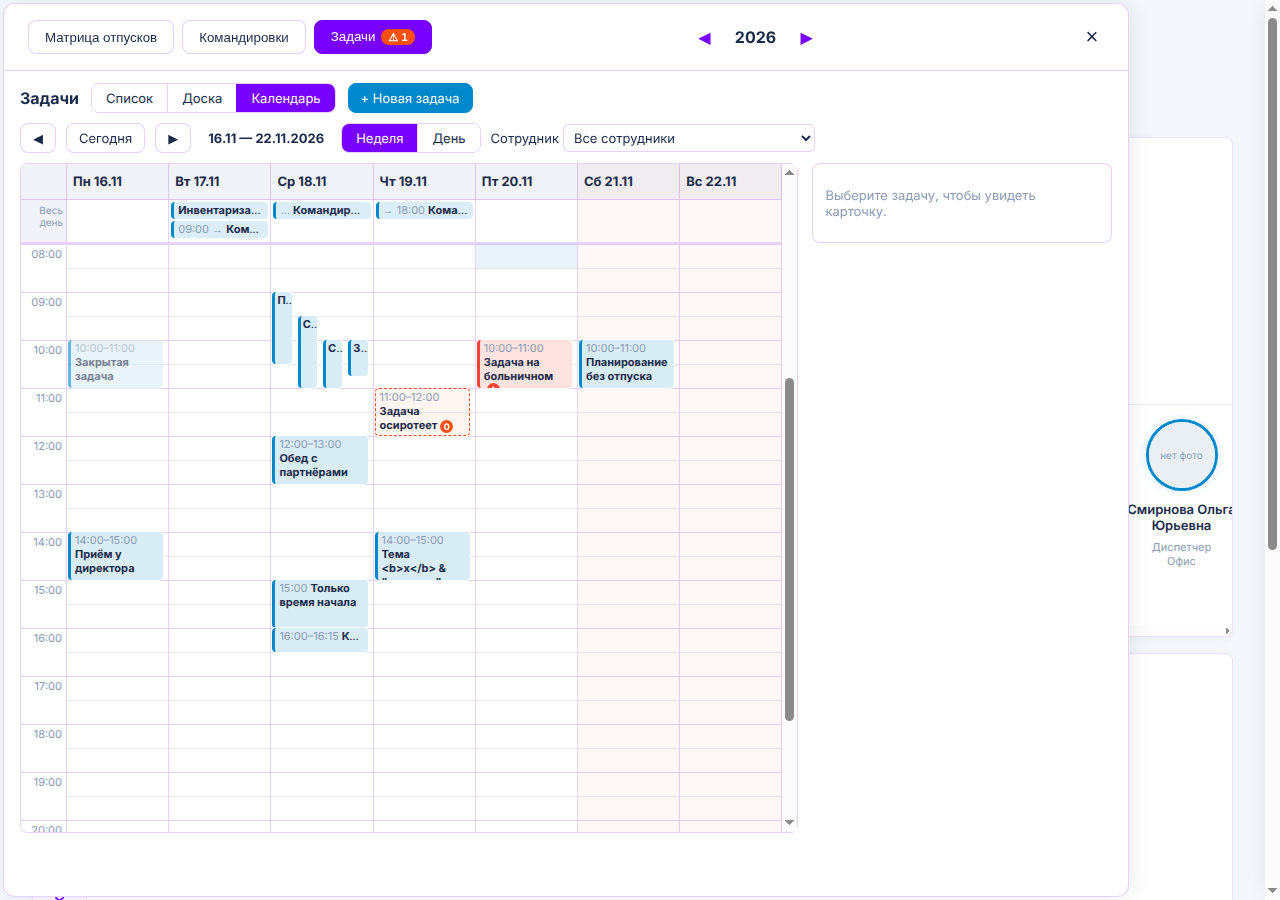 Матрица отпусков
Командировки
Задачи ⚠ 1
◀ 2026 ▶
×
Задачи
Список
Доска
Календарь
+ Новая задача
◀
Сегодня
▶
16.11 — 22.11.2026
Неделя
День
Сотрудник
Все сотрудники
Пн 16.11
Вт 17.11
Ср 18.11
Чт 19.11
Пт 20.11
Сб 21.11
Вс 22.11
Весь
день
Инвентариза...
09:00 → Ком...
... Командир...
→ 18:00 Кома...
08:00
09:00
10:00
11:00
12:00
13:00
14:00
15:00
16:00
17:00
18:00
19:00
20:00
10:00–11:00
Закрытая
задача
14:00–15:00
Приём у
директора
П...
С...
С...
З...
12:00–13:00
Обед с
партнёрами
15:00 Только
время начала
16:00–16:15 К...
11:00–12:00
Задача
осиротеет 0
14:00–15:00
Тема
<b>x</b> &
10:00–11:00
Задача на
больничном
10:00–11:00
Планирование
без отпуска
Выберите задачу, чтобы увидеть
карточку.
нет фото
Смирнова Ольга
Юрьевна
Диспетчер
Офис